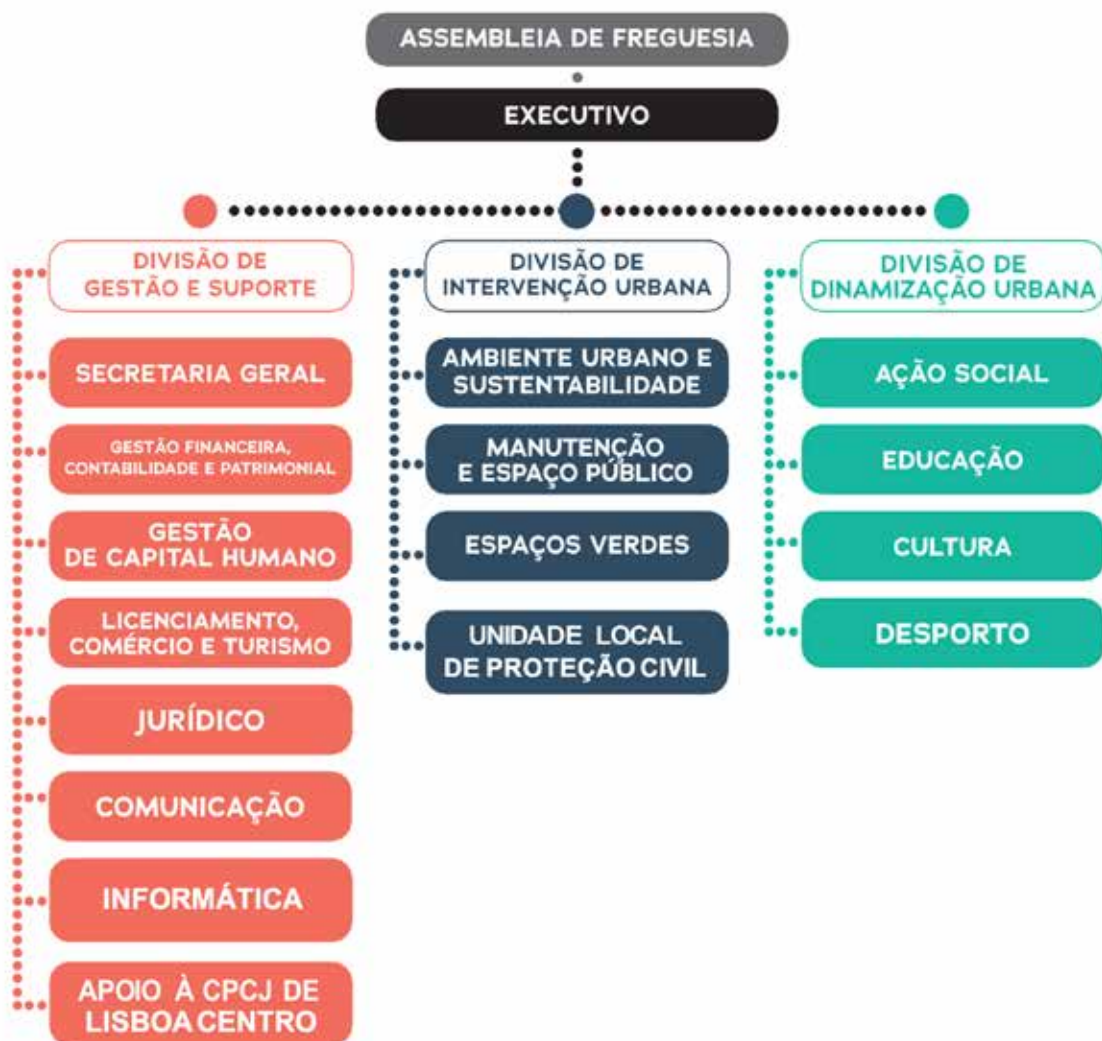 ASSEMBLEIA DE FREGUESIA
EXECUTIVO
DIVISÃO DE
GESTÃO E SUPORTE
SECRETARIA GERAL
GESTÃO FINANCEIRA,
CONTABILIDADE E PATRIMONIAL
GESTÃO
DE CAPITAL HUMANO
LICENCIAMENTO,
COMÉRCIO E TURISMO
JURÍDICO
COMUNICAÇÃO
INFORMÁTICA
APOIO À CPCJ DE
LISBOA CENTRO
DIVISÃO DE
INTERVENÇÃO URBANA
AMBIENTE URBANO E
SUSTENTABILIDADE
MANUTENÇÃO
E ESPAÇO PÚBLICO
ESPAÇOS VERDES
UNIDADE LOCAL
DE PROTEÇÃO CIVIL
DIVISÃO DE
DINAMIZAÇÃO URBANA
AÇÃO SOCIAL
EDUCAÇÃO
CULTURA
DESPORTO